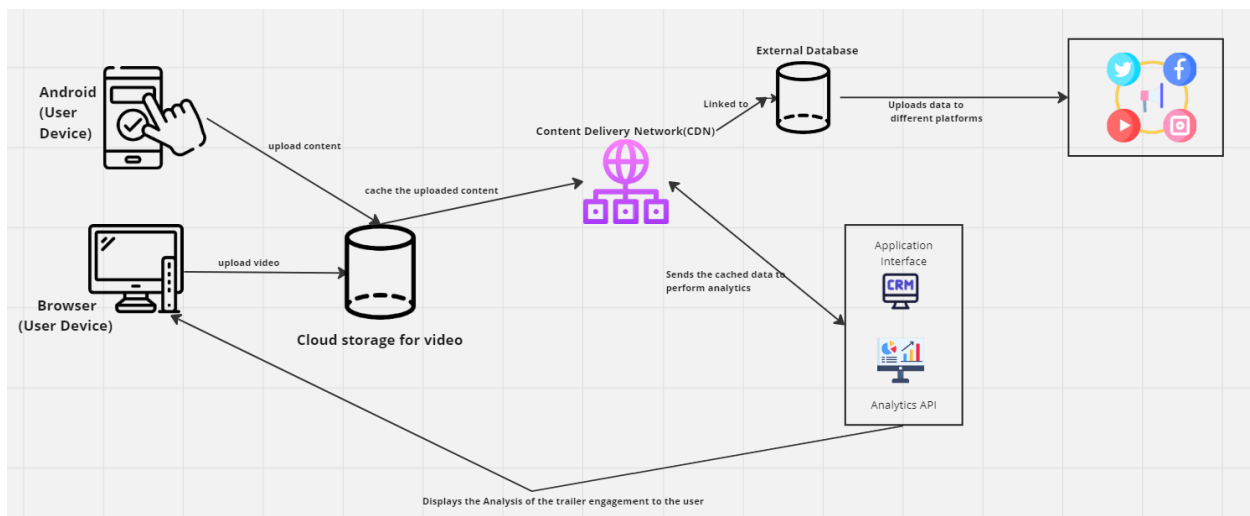 Android
(User
Device)
upload content
Browser
(User Device)
upload video
Cloud storage for video
cache the uploaded content
Content Delivery Network(CDN)
Linked to
External Database
Uploads data to
different platforms
Sends the cached data to
perform analytics
Application
Interface
CRM
Analytics API
Displays the Analysis of the trailer engagement to the user